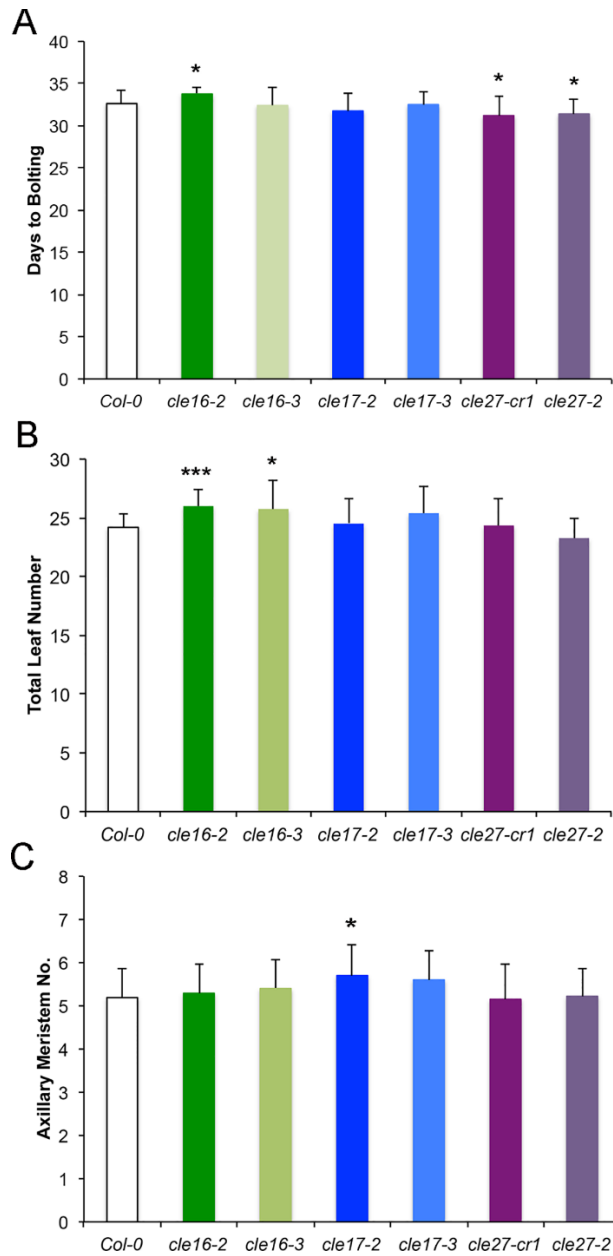 A
40
35
30
25
20
15
10
5
0
Days to Bolting
* * *
Col-0 cle16-2 cle16-3 cle17-2 cle17-3 cle27-cr1 cle27-2
B
30
25
20
15
10
5
0
Total Leaf Number
*** *
Col-0 cle16-2 cle16-3 cle17-2 cle17-3 cle27-cr1 cle27-2
C
8
7
6
5
4
3
2
1
0
Axillary Meristem No.
*
Col-0 cle16-2 cle16-3 cle17-2 cle17-3 cle27-cr1 cle27-2